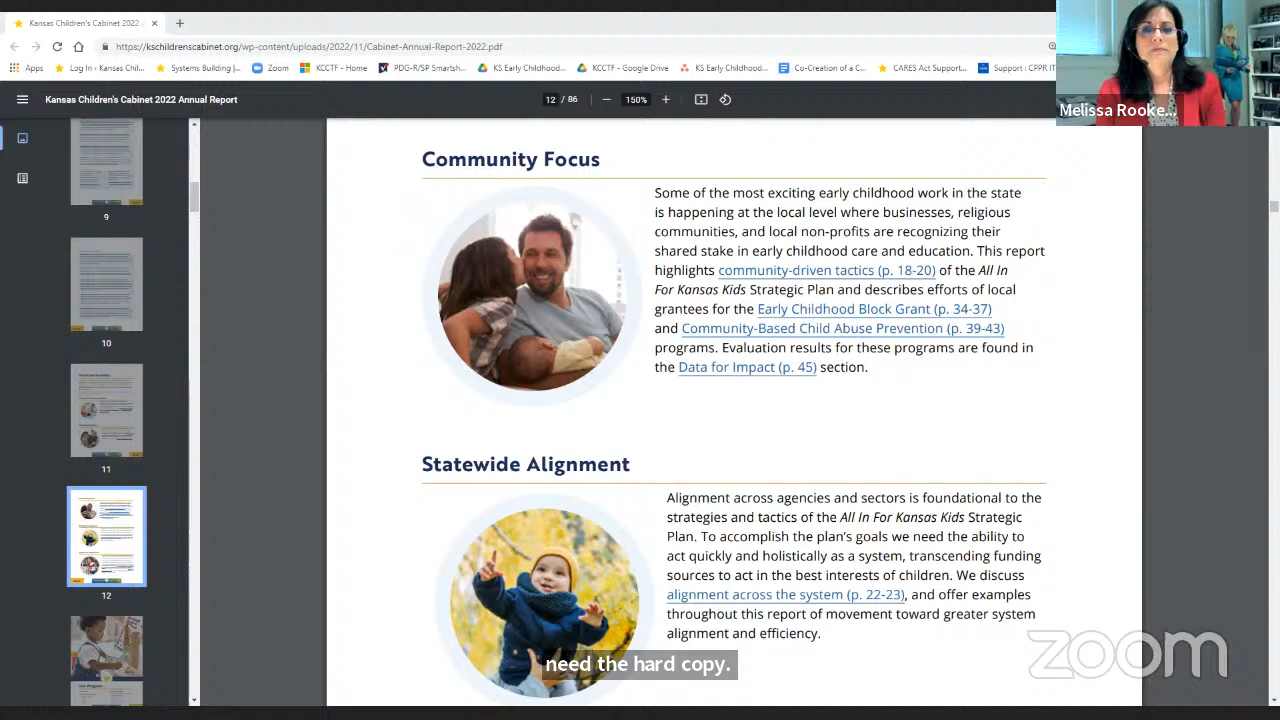 Kansas Children's Cabinet 2022
https://kschildrenscabinet.org/wp-content/uploads/2022/11/Cabinet-Annual-Report-2022.pdf
Apps
Log In ‹ Kansas Chil...
Systems Building |...
Zoom
KCCTF - Home
PDG-R/SP Smartsh...
KS Early Childhood...
KCCTF - Google Drive
KS Early Childhood...
Co-Creation of a C...
CARES Act Support...
Support : CPPR IT
Melissa Rooke...
Kansas Children's Cabinet 2022 Annual Report
12 / 86
150%
9
10
11
12
Community Focus
Some of the most exciting early childhood work in the state
is happening at the local level where businesses, religious
communities, and local non-profits are recognizing their
shared stake in early childhood care and education. This report
highlights community-driven tactics (p. 18-20) of the All In
For Kansas Kids Strategic Plan and describes efforts of local
grantees for the Early Childhood Block Grant (p. 34-37)
and Community-Based Child Abuse Prevention (p. 39-43)
programs. Evaluation results for these programs are found in
the Data for Impact (p. 45) section.
Statewide Alignment
Alignment across agencies and sectors is foundational to the
strategies and tactics of the All In For Kansas Kids Strategic
Plan. To accomplish the plan's goals we need the ability to
act quickly and holistically as a system, transcending funding
sources to act in the best interests of children. We discuss
alignment across the system (p. 22-23), and offer examples
throughout this report of movement toward greater system
alignment and efficiency.
need the hard copy.
zoom